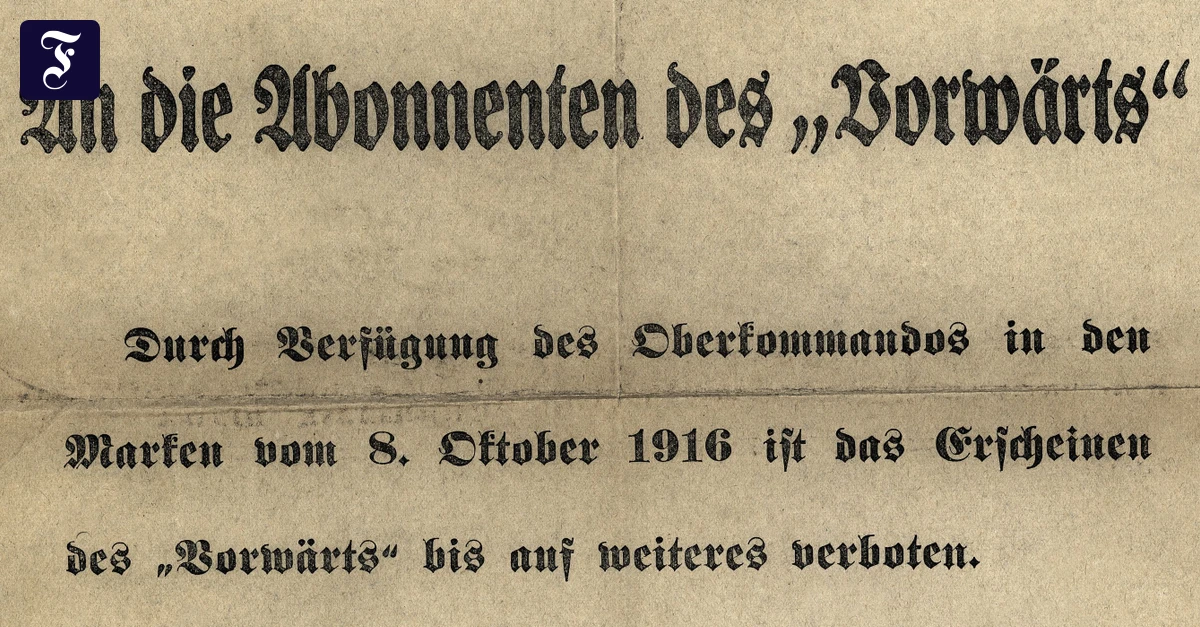 F
An die Abonnenten des „Vorwärts“
Durch Verfügung des Oberkommandos in den
Marken vom 8. Oktober 1916 ist das Erscheinen
des „Vorwärts“ bis auf weiteres verboten.